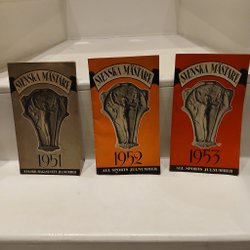 SVENSKA MÄSTARE
1951
SVENSKA MÄSTARE
1952
ALL SPORTS JULNUMMER
SVENSKA MÄSTARE
1953
ALL SPORTS JULNUMMER